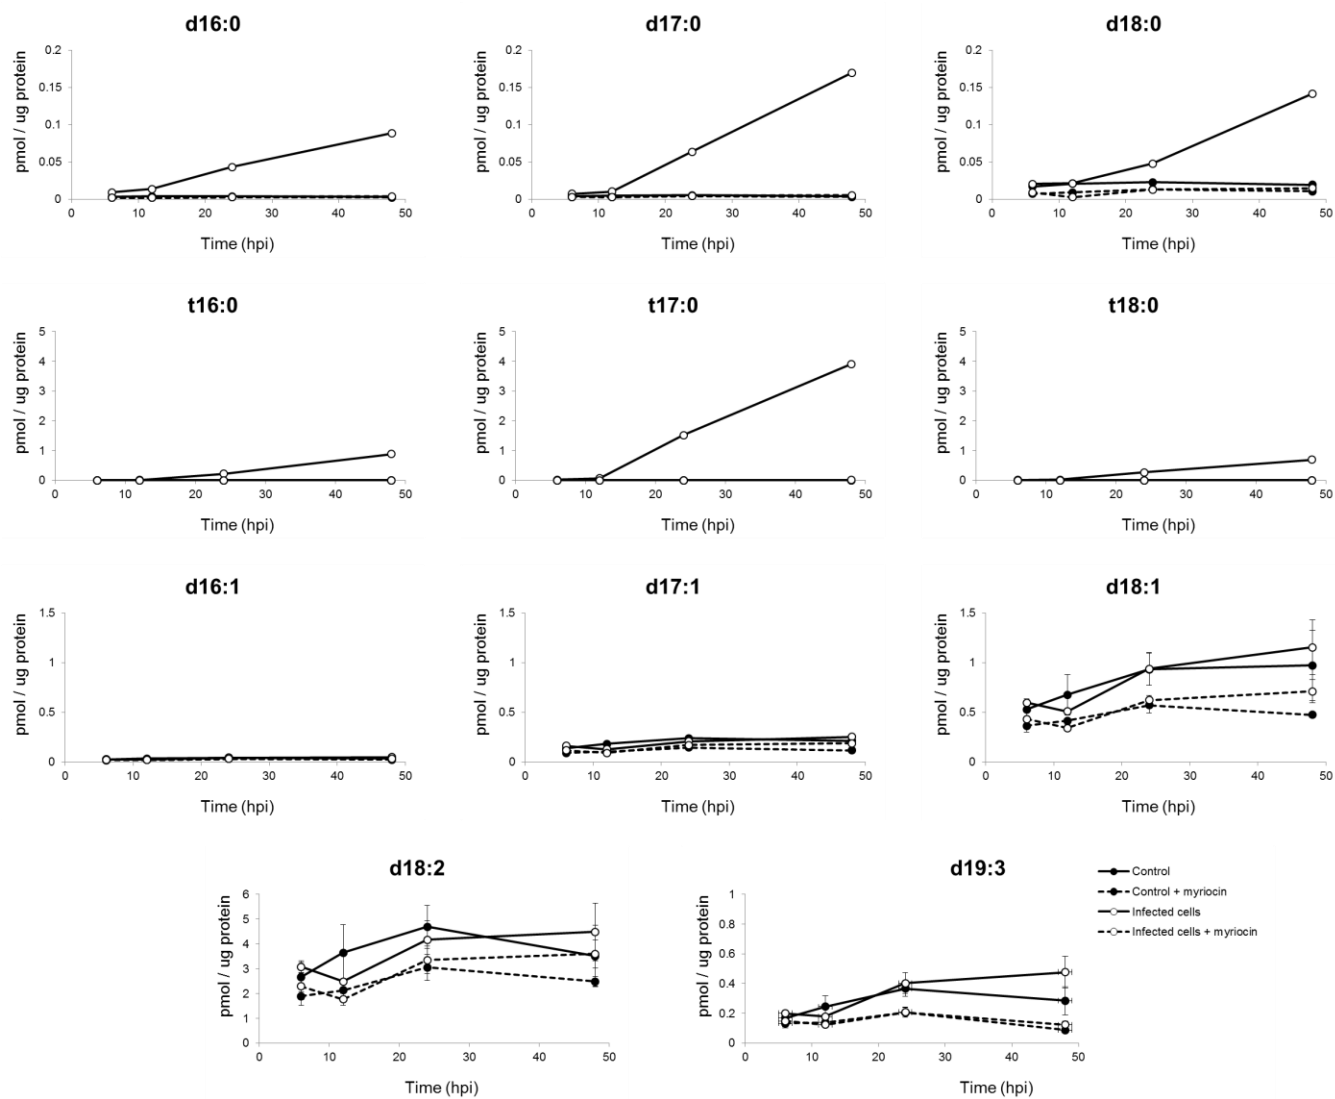 d16:0
d17:0
d18:0
pmol / ug protein
0.2
0.15
0.1
0.05
0
0 10 20 30 40 50
Time (hpi)
pmol / ug protein
0.2
0.15
0.1
0.05
0
0 10 20 30 40 50
Time (hpi)
pmol / ug protein
0.2
0.15
0.1
0.05
0
0 10 20 30 40 50
Time (hpi)
t16:0
t17:0
t18:0
pmol / ug protein
5
4
3
2
1
0
0 10 20 30 40 50
Time (hpi)
pmol / ug protein
5
4
3
2
1
0
0 10 20 30 40 50
Time (hpi)
pmol / ug protein
5
4
3
2
1
0
0 10 20 30 40 50
Time (hpi)
d16:1
d17:1
d18:1
pmol / ug protein
1.5
1
0.5
0
0 10 20 30 40 50
Time (hpi)
pmol / ug protein
1.5
1
0.5
0
0 10 20 30 40 50
Time (hpi)
pmol / ug protein
1.5
1
0.5
0
0 10 20 30 40 50
Time (hpi)
d18:2
d19:3
pmol / ug protein
6
5
4
3
2
1
0
0 10 20 30 40 50
Time (hpi)
pmol / ug protein
1
0.8
0.6
0.4
0.2
0
0 10 20 30 40 50
Time (hpi)
Control
Control + myriocin
Infected cells
Infected cells + myriocin